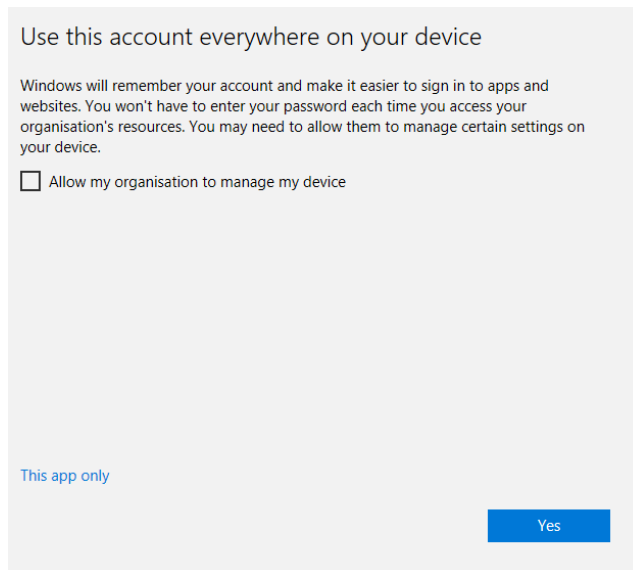 Use this account everywhere on your device
Windows will remember your account and make it easier to sign in to apps and
websites. You won't have to enter your password each time you access your
organisation's resources. You may need to allow them to manage certain settings on
your device.
Allow my organisation to manage my device
This app only
Yes